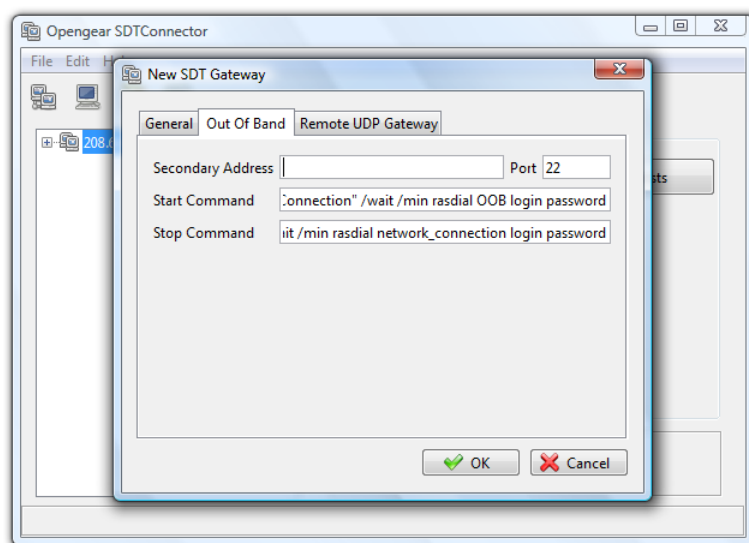 Opengear SDTConnector
File Edit
New SDT Gateway
General Out Of Band Remote UDP Gateway
208.
Secondary Address Port 22
Start Command Connection" /wait /min rasdial OOB login password
Stop Command /min rasdial network_connection login password
OK Cancel